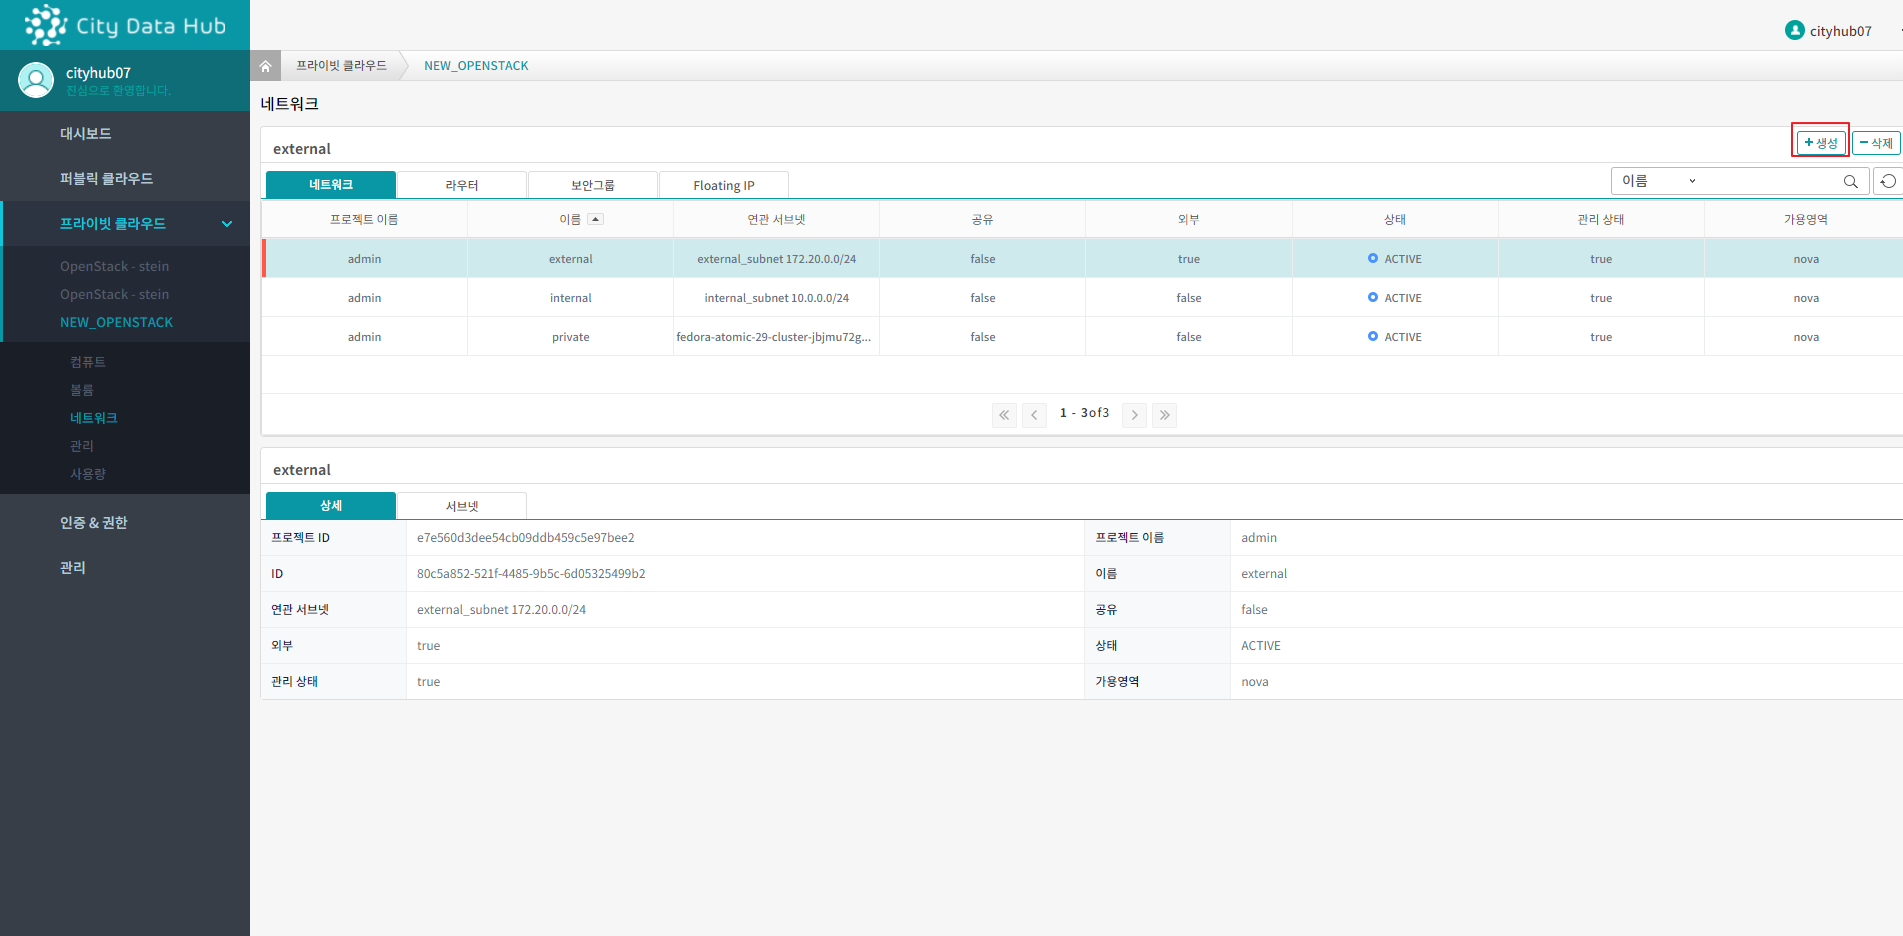 City Data Hub
cityhub07
cityhub07
진심으로 환영합니다.
프라이빗 클라우드
NEW_OPENSTACK
대시보드
퍼블릭 클라우드
프라이빗 클라우드
OpenStack - stein
OpenStack - stein
NEW_OPENSTACK
컴퓨트
볼륨
네트워크
관리
사용량
인증 & 권한
관리
네트워크
external
+ 생성
− 삭제
네트워크 라우터 보안그룹 Floating IP
이름
프로젝트 이름 이름 연관 서브넷 공유 외부 상태 관리 상태 가용영역
admin external external_subnet 172.20.0.0/24 false true ACTIVE true nova
admin internal internal_subnet 10.0.0.0/24 false false ACTIVE true nova
admin private fedora-atomic-29-cluster-jbjmu72g... false false ACTIVE true nova
1 - 3of3
external
상세 서브넷
프로젝트 ID e7e560d3dee54cb09ddb459c5e97bee2 프로젝트 이름 admin
ID 80c5a852-521f-4485-9b5c-6d05325499b2 이름 external
연관 서브넷 external_subnet 172.20.0.0/24 공유 false
외부 true 상태 ACTIVE
관리 상태 true 가용영역 nova